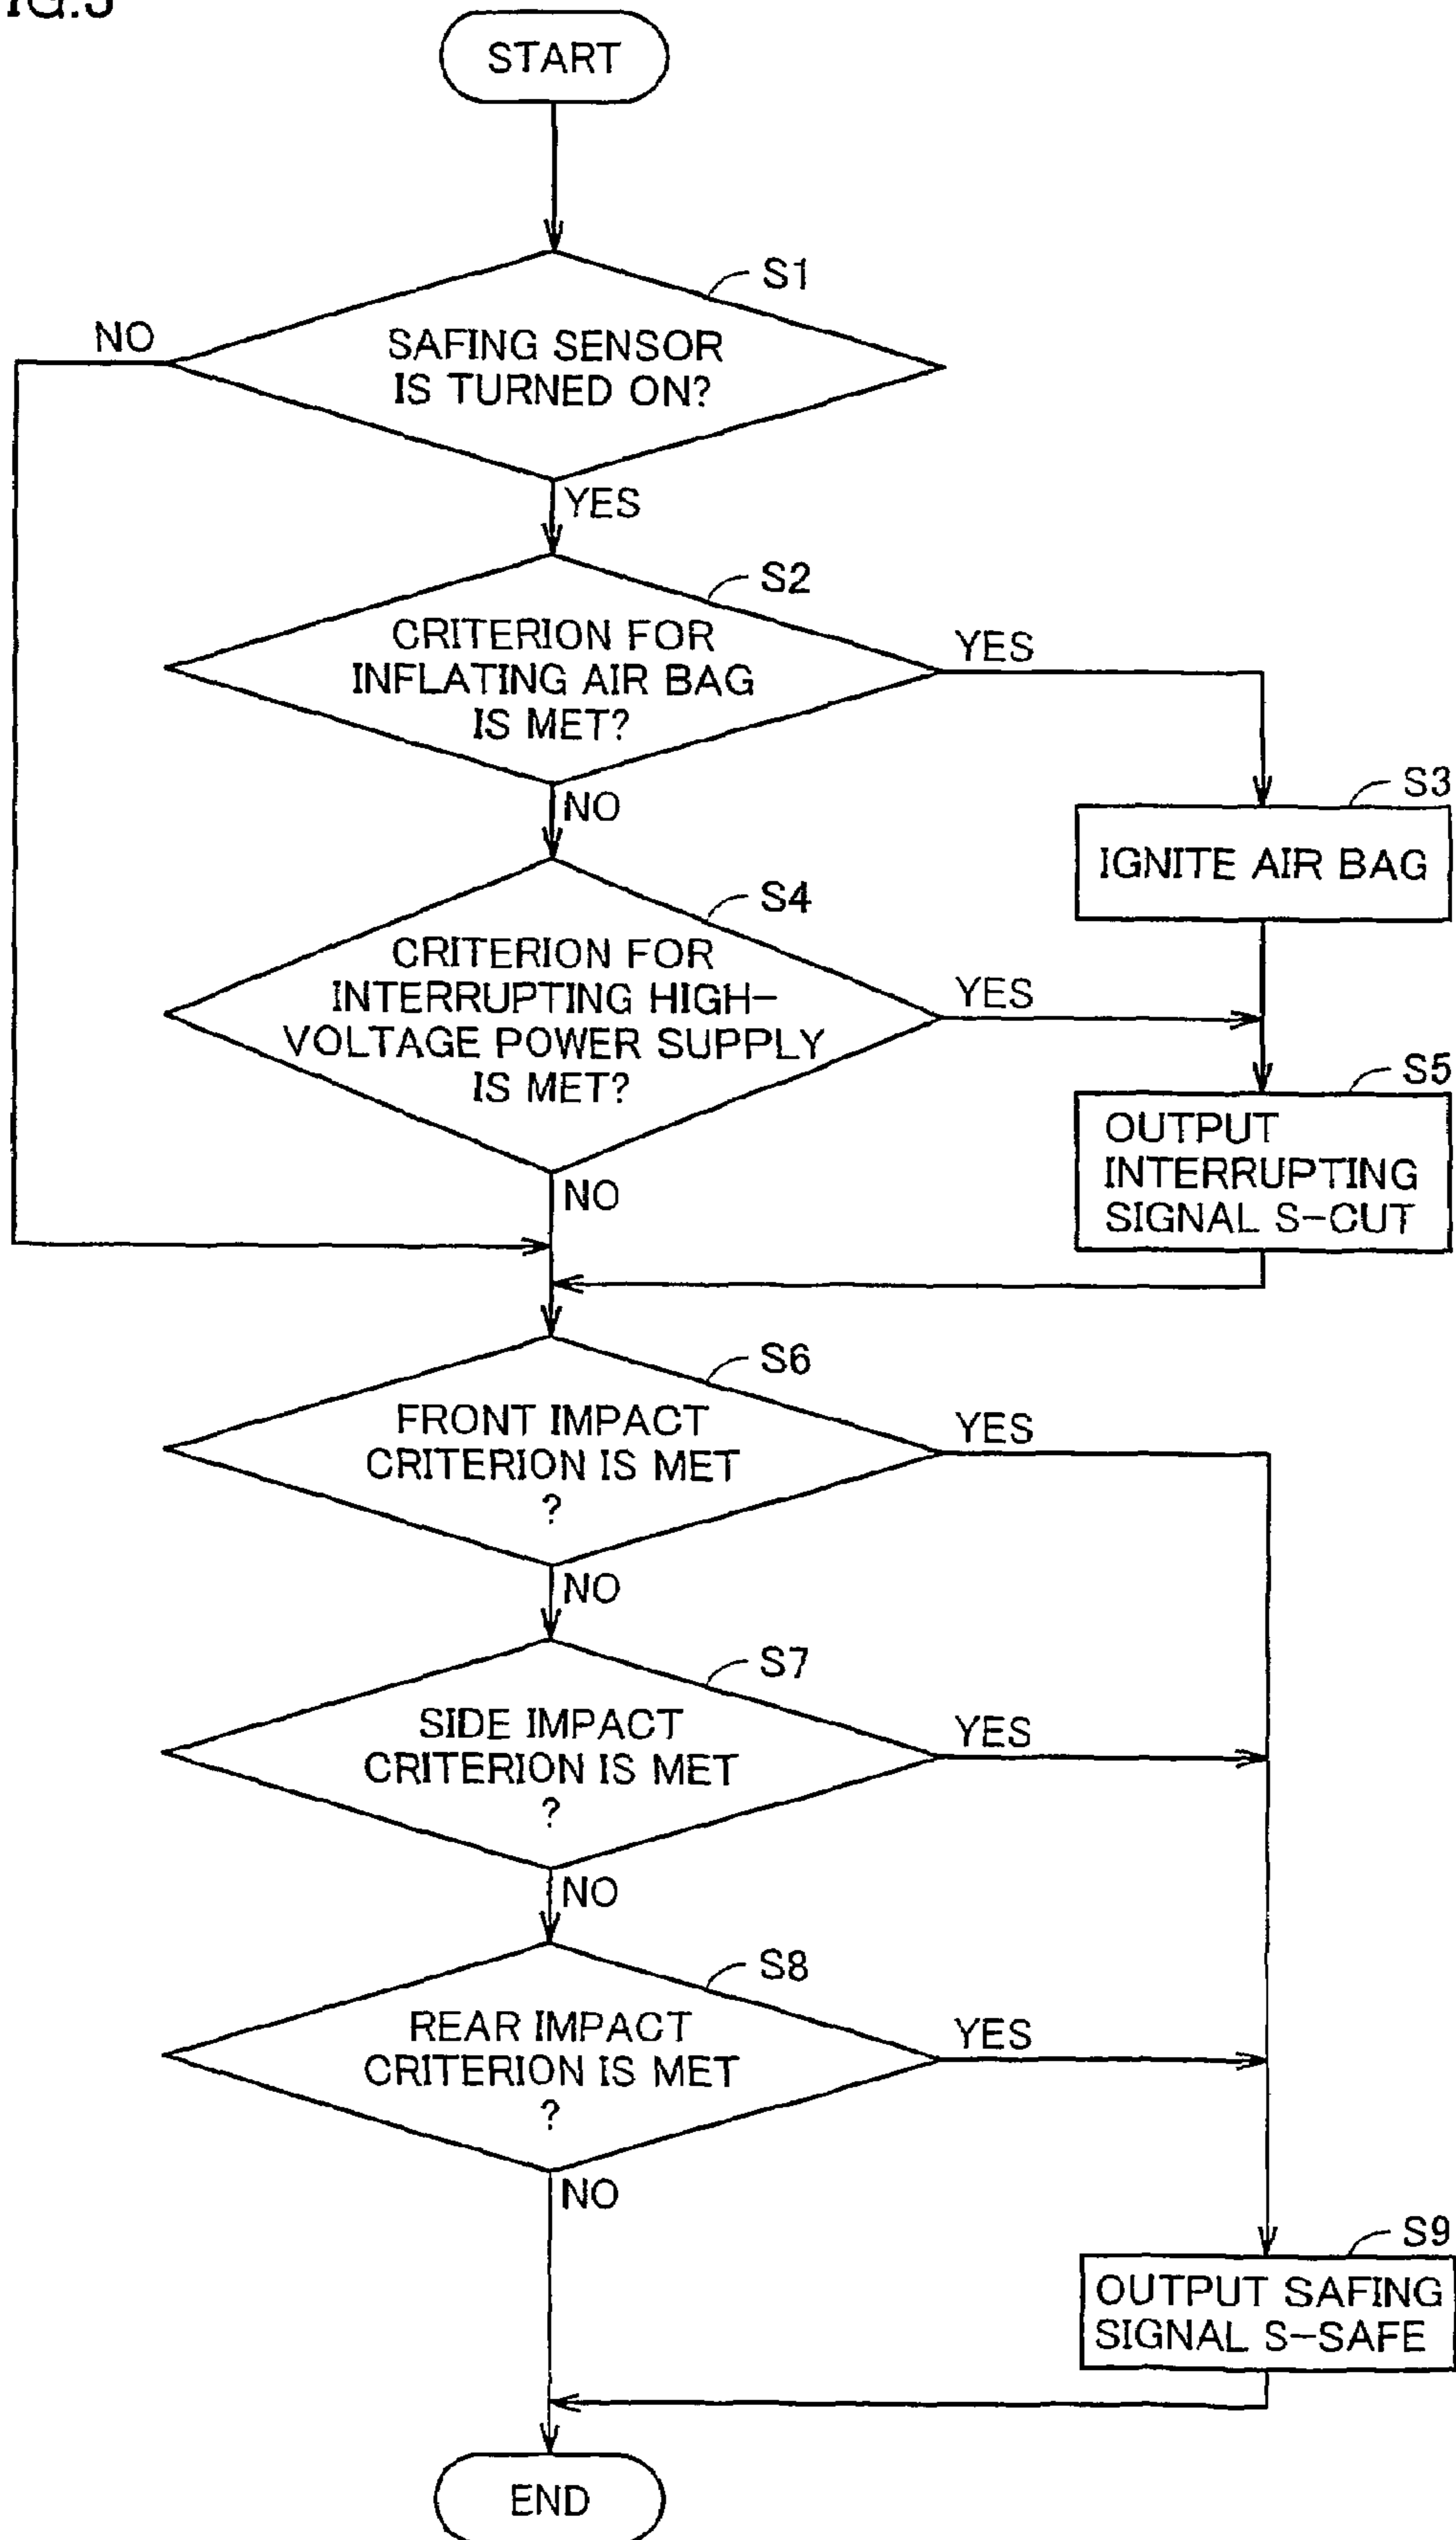 START
S1
NO
SAFING SENSOR
IS TURNED ON?
YES
S2
CRITERION FOR
INFLATING AIR BAG
IS MET?
YES
NO
S3
IGNITE AIR BAG
S4
CRITERION FOR
INTERRUPTING HIGH-
VOLTAGE POWER SUPPLY
IS MET?
YES
NO
S5
OUTPUT
INTERRUPTING
SIGNAL S-CUT
S6
FRONT IMPACT
CRITERION IS MET
?
YES
NO
S7
SIDE IMPACT
CRITERION IS MET
?
YES
NO
S8
REAR IMPACT
CRITERION IS MET
?
YES
NO
S9
OUTPUT SAFING
SIGNAL S-SAFE
END